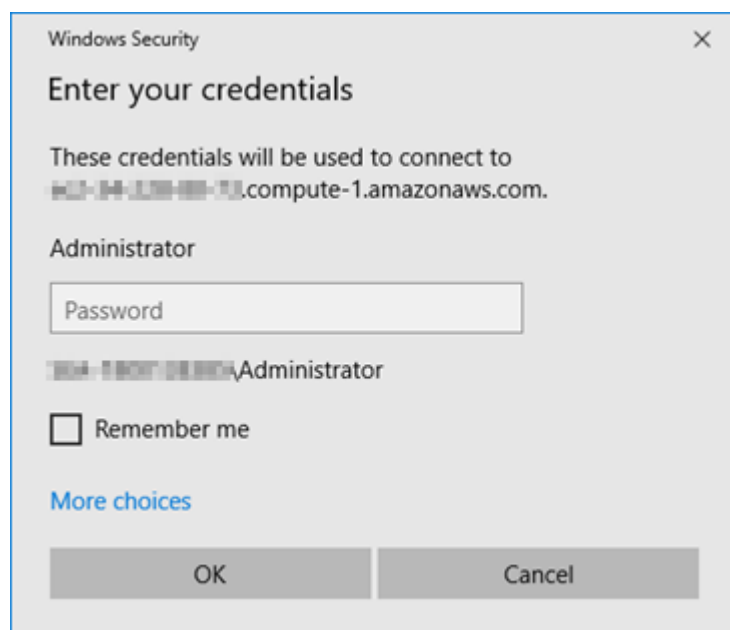 Windows Security
Enter your credentials
These credentials will be used to connect to
.compute-1.amazonaws.com.
Administrator
Password
\Administrator
Remember me
More choices
OK
Cancel